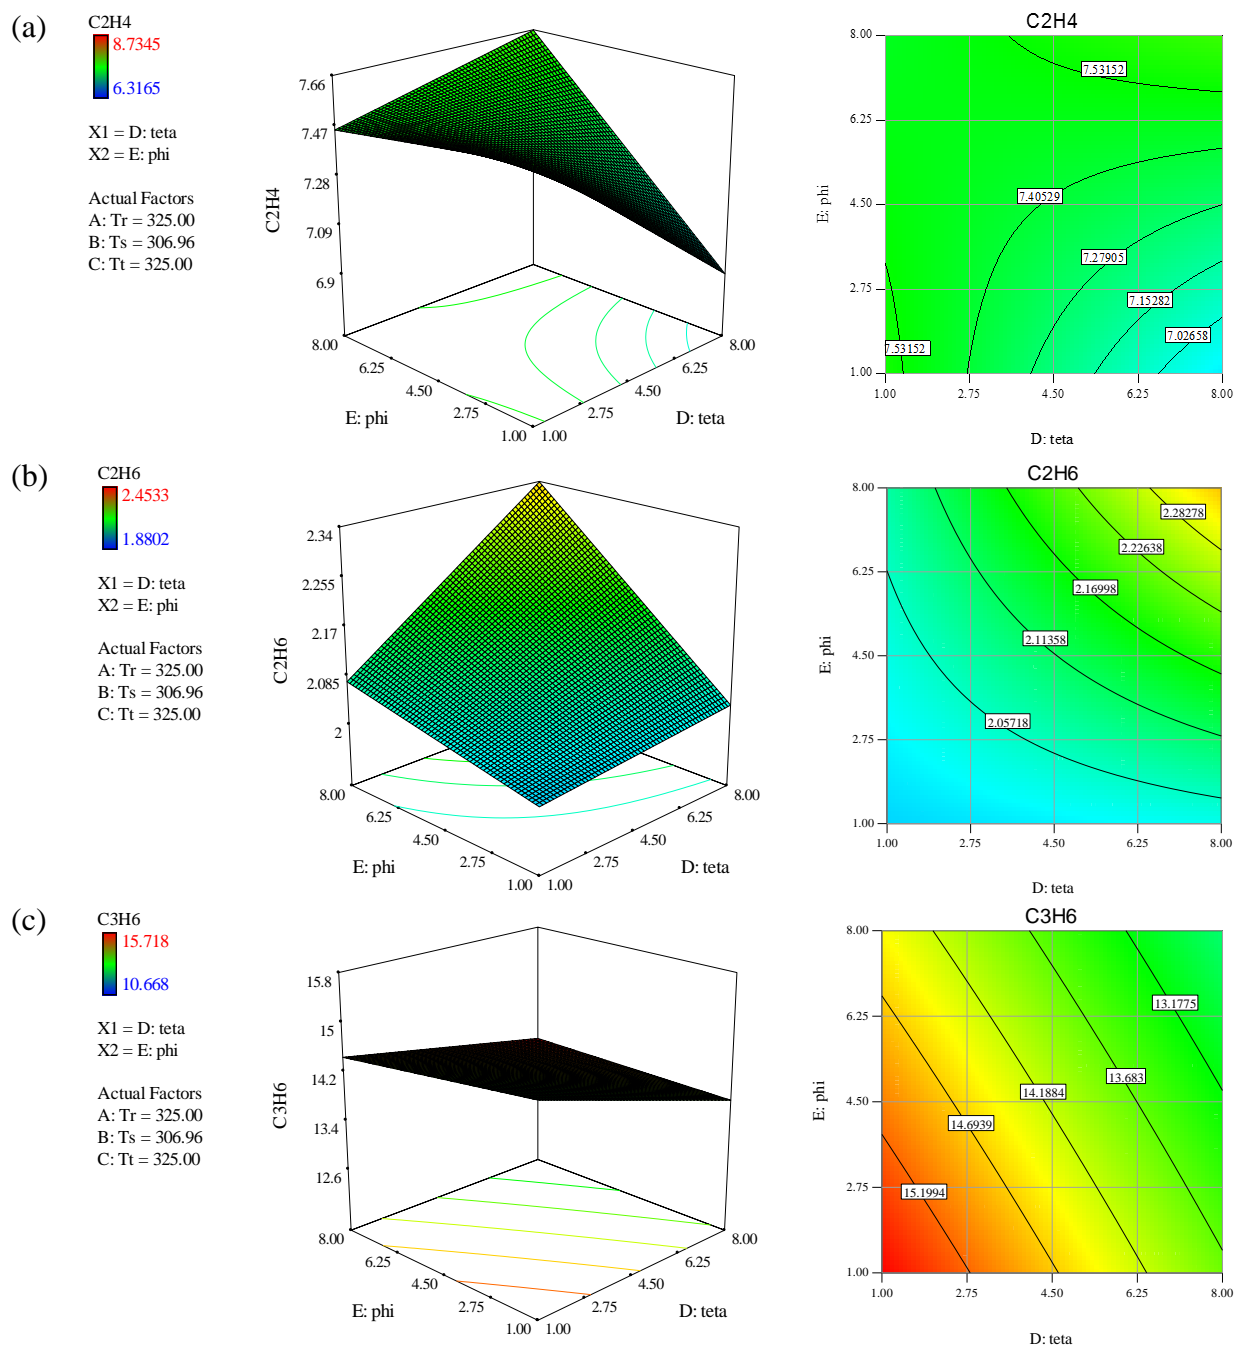 (a)
C2H4
8.7345
6.3165
X1 = D: teta
X2 = E: phi
Actual Factors
A: Tr = 325.00
B: Ts = 306.96
C: Tt = 325.00
7.66
7.47
7.28
7.09
6.9
C2H4
8.00
6.25
4.50
2.75
1.00
E: phi
1.00
2.75
4.50
6.25
8.00
D: teta
C2H4
8.00
6.25
4.50
2.75
1.00
E: phi
1.00
2.75
4.50
6.25
8.00
D: teta
7.53152
7.40529
7.27905
7.15282
7.02658
7.53152
(b)
C2H6
2.4533
1.8802
X1 = D: teta
X2 = E: phi
Actual Factors
A: Tr = 325.00
B: Ts = 306.96
C: Tt = 325.00
2.34
2.255
2.17
2.085
2
C2H6
8.00
6.25
4.50
2.75
1.00
E: phi
1.00
2.75
4.50
6.25
8.00
D: teta
C2H6
8.00
6.25
4.50
2.75
1.00
E: phi
1.00
2.75
4.50
6.25
8.00
D: teta
2.28278
2.22638
2.16998
2.11358
2.05718
(c)
C3H6
15.718
10.668
X1 = D: teta
X2 = E: phi
Actual Factors
A: Tr = 325.00
B: Ts = 306.96
C: Tt = 325.00
15.8
15
14.2
13.4
12.6
C3H6
8.00
6.25
4.50
2.75
1.00
E: phi
1.00
2.75
4.50
6.25
8.00
D: teta
C3H6
8.00
6.25
4.50
2.75
1.00
E: phi
1.00
2.75
4.50
6.25
8.00
D: teta
13.1775
13.683
14.1884
14.6939
15.1994